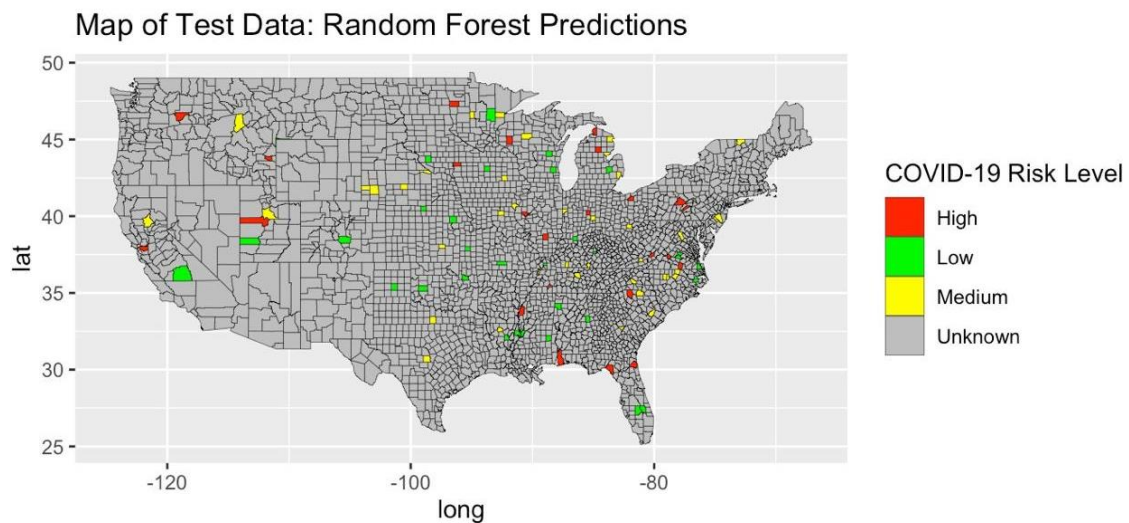 Map of Test Data: Random Forest Predictions
50
45
40
35
30
25
lat
-120
-100
-80
long
COVID-19 Risk Level
High
Low
Medium
Unknown